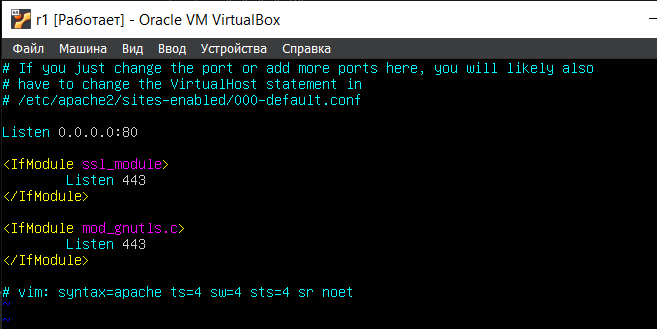 r1 [Работает] - Oracle VM VirtualBox
Файл Машина Вид Ввод Устройства Справка
# If you just change the port or add more ports here, you will likely also
# have to change the VirtualHost statement in
# /etc/apache2/sites-enabled/000-default.conf
Listen 0.0.0.0:80
<IfModule ssl_module>
Listen 443
</IfModule>
<IfModule mod_gnutls.c>
Listen 443
</IfModule>
# vim: syntax=apache ts=4 sw=4 sts=4 sr noet
~
~